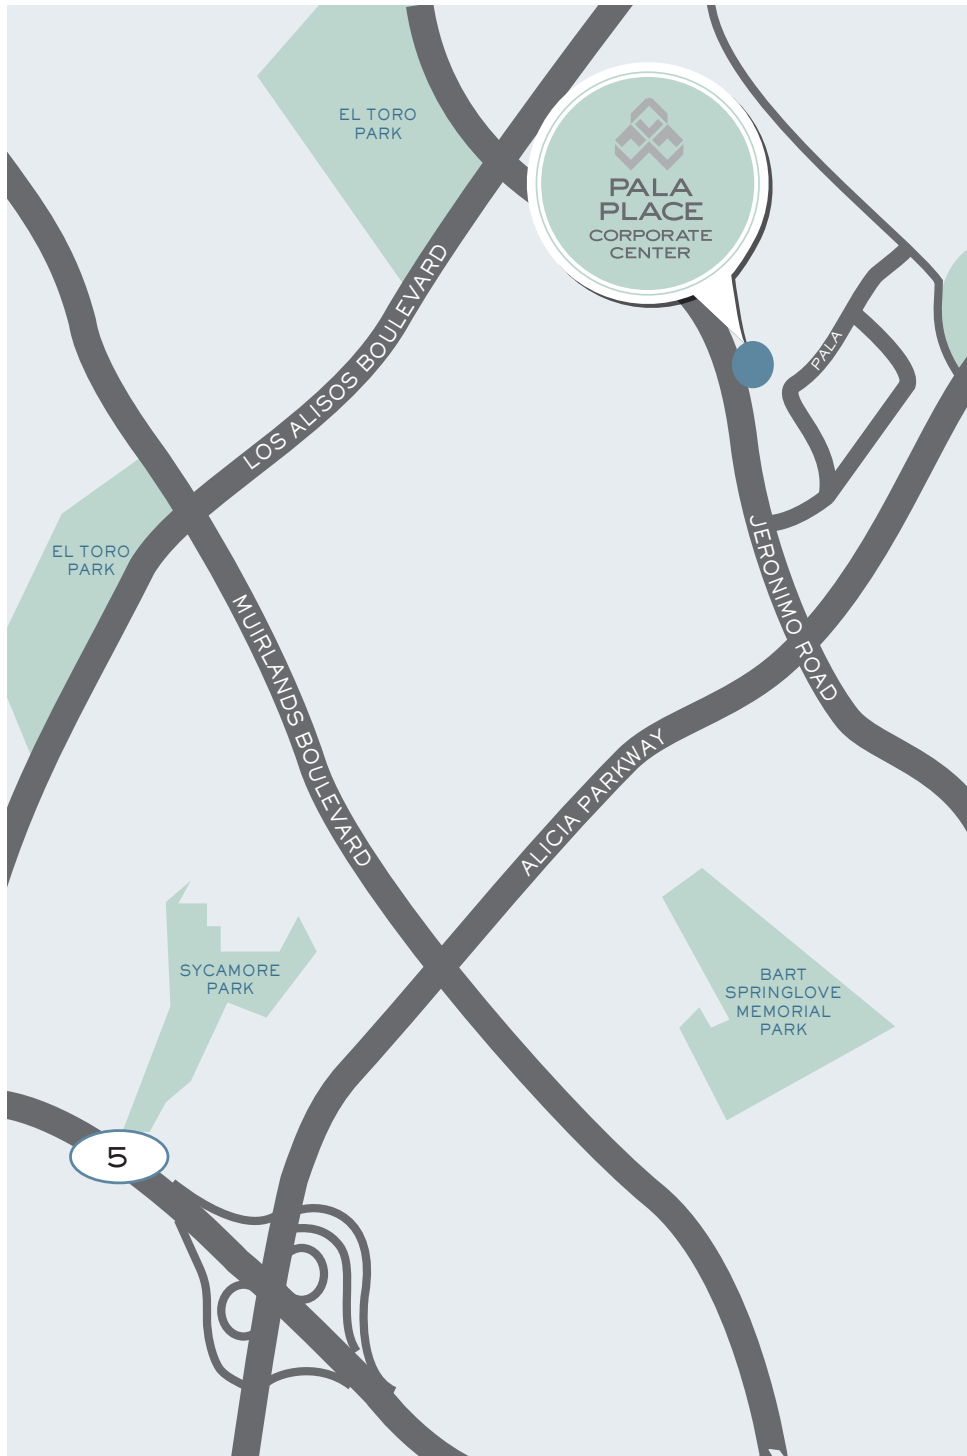 EL TORO
PARK
PALA
PLACE
CORPORATE
CENTER
LOS ALISOS BOULEVARD
PALA
EL TORO
PARK
JERONIMO ROAD
MUIRLANDS BOULEVARD
ALICIA PARKWAY
SYCAMORE
PARK
BART
SPRINGLOVE
MEMORIAL
PARK
5